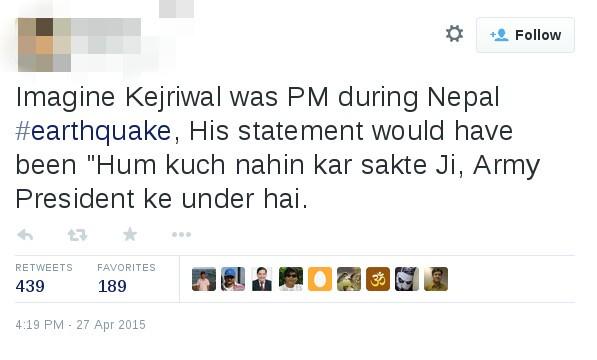 Follow
Imagine Kejriwal was PM during Nepal
#earthquake, His statement would have
been "Hum kuch nahin kar sakte Ji, Army
President ke under hai.
RETWEETS FAVORITES
439 189
4:19 PM - 27 Apr 2015